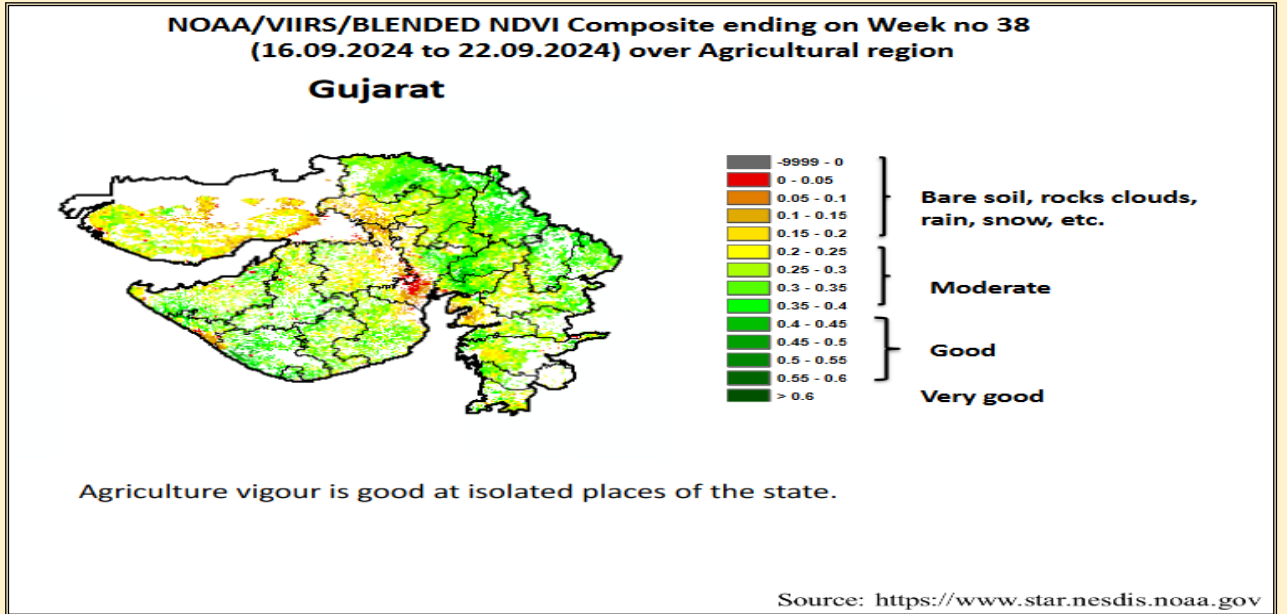 NOAA/VIIRS/BLENDED NDVI Composite ending on Week no 38
(16.09.2024 to 22.09.2024) over Agricultural region
Gujarat
-9999 - 0
0 - 0.05
0.05 - 0.1
0.1 - 0.15
0.15 - 0.2
0.2 - 0.25
0.25 - 0.3
0.3 - 0.35
0.35 - 0.4
0.4 - 0.45
0.45 - 0.5
0.5 - 0.55
0.55 - 0.6
> 0.6
Bare soil, rocks clouds,
rain, snow, etc.
Moderate
Good
Very good
Agriculture vigour is good at isolated places of the state.
Source: https://www.star.nesdis.noaa.gov